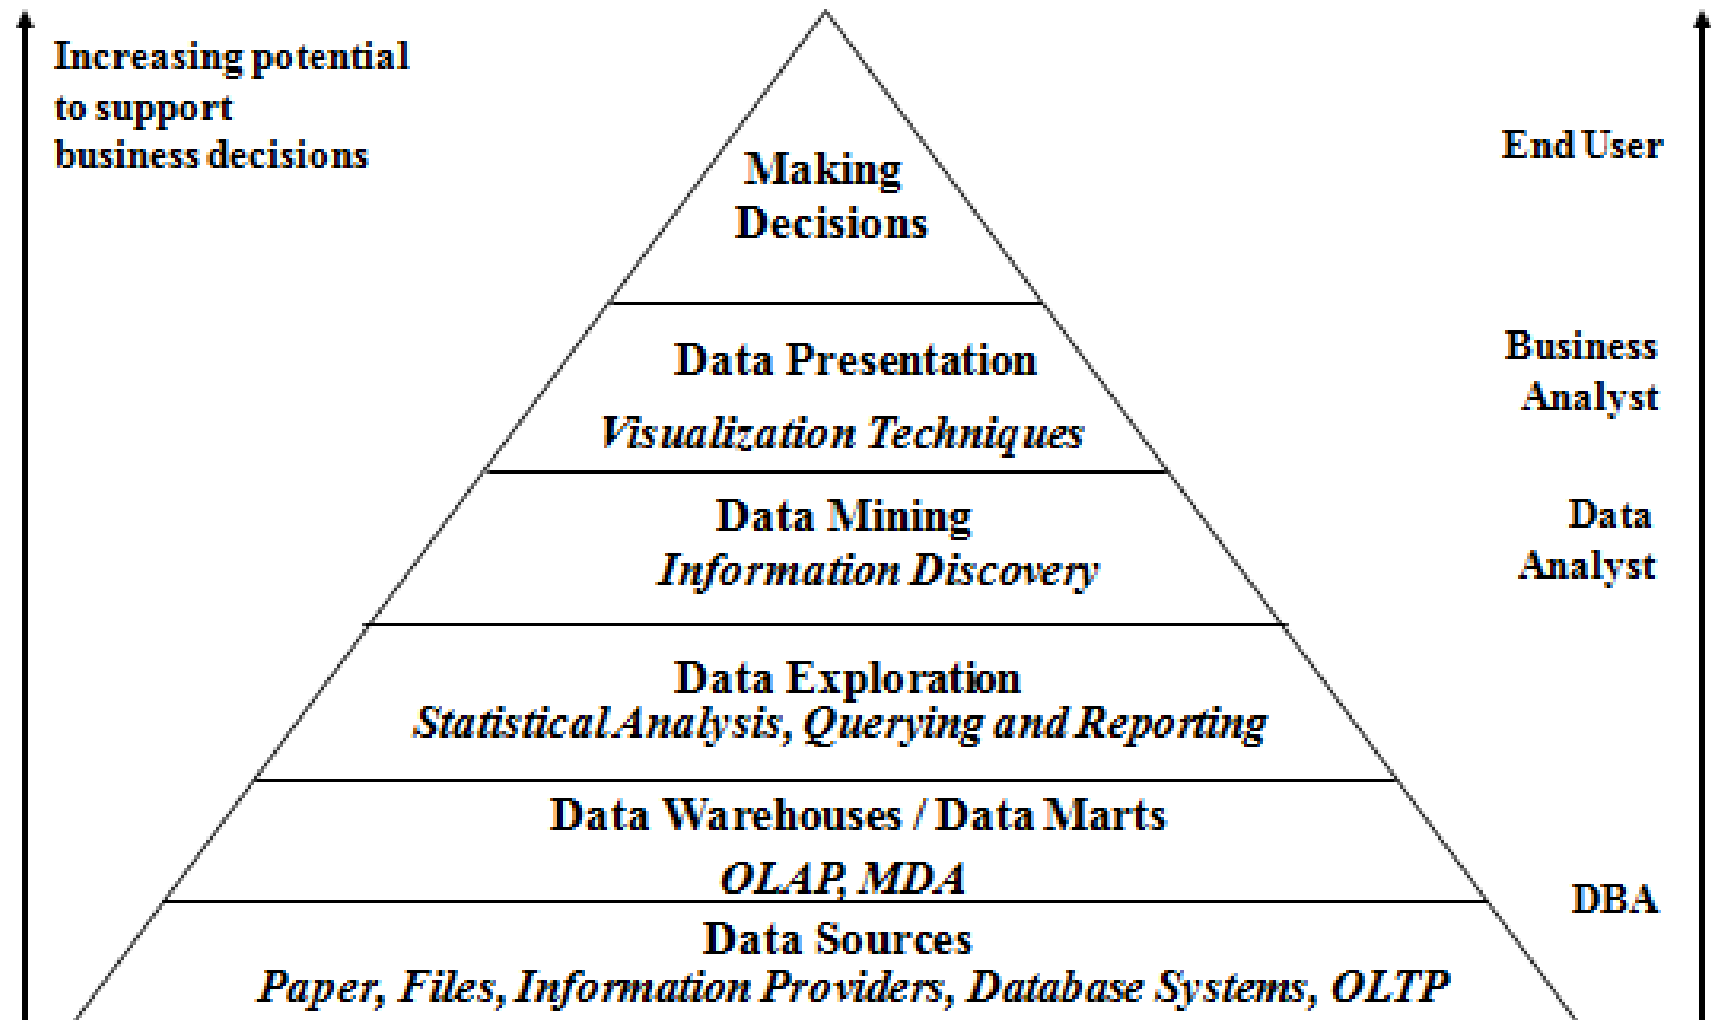 Increasing potential
to support
business decisions
Making
Decisions
End User
Data Presentation
Visualization Techniques
Business
Analyst
Data Mining
Information Discovery
Data
Analyst
Data Exploration
Statistical Analysis, Querying and Reporting
Data Warehouses / Data Marts
OLAP, MDA
DBA
Data Sources
Paper, Files, Information Providers, Database Systems, OLTP